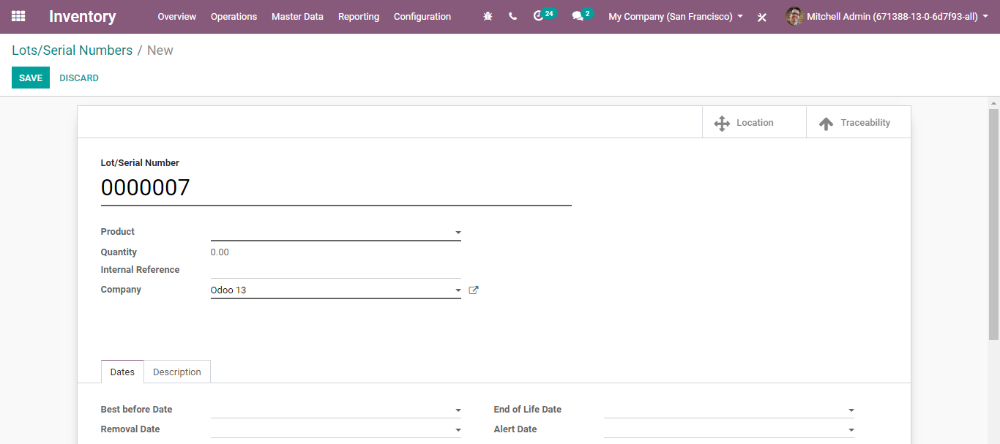 Inventory Overview Operations Master Data Reporting Configuration 24 2 My Company (San Francisco) Mitchell Admin (671388-13-0-6d7f93-all)
Lots/Serial Numbers / New
SAVE DISCARD
Location Traceability
Lot/Serial Number
0000007
Product
Quantity 0.00
Internal Reference
Company Odoo 13
Dates Description
Best before Date End of Life Date
Removal Date Alert Date